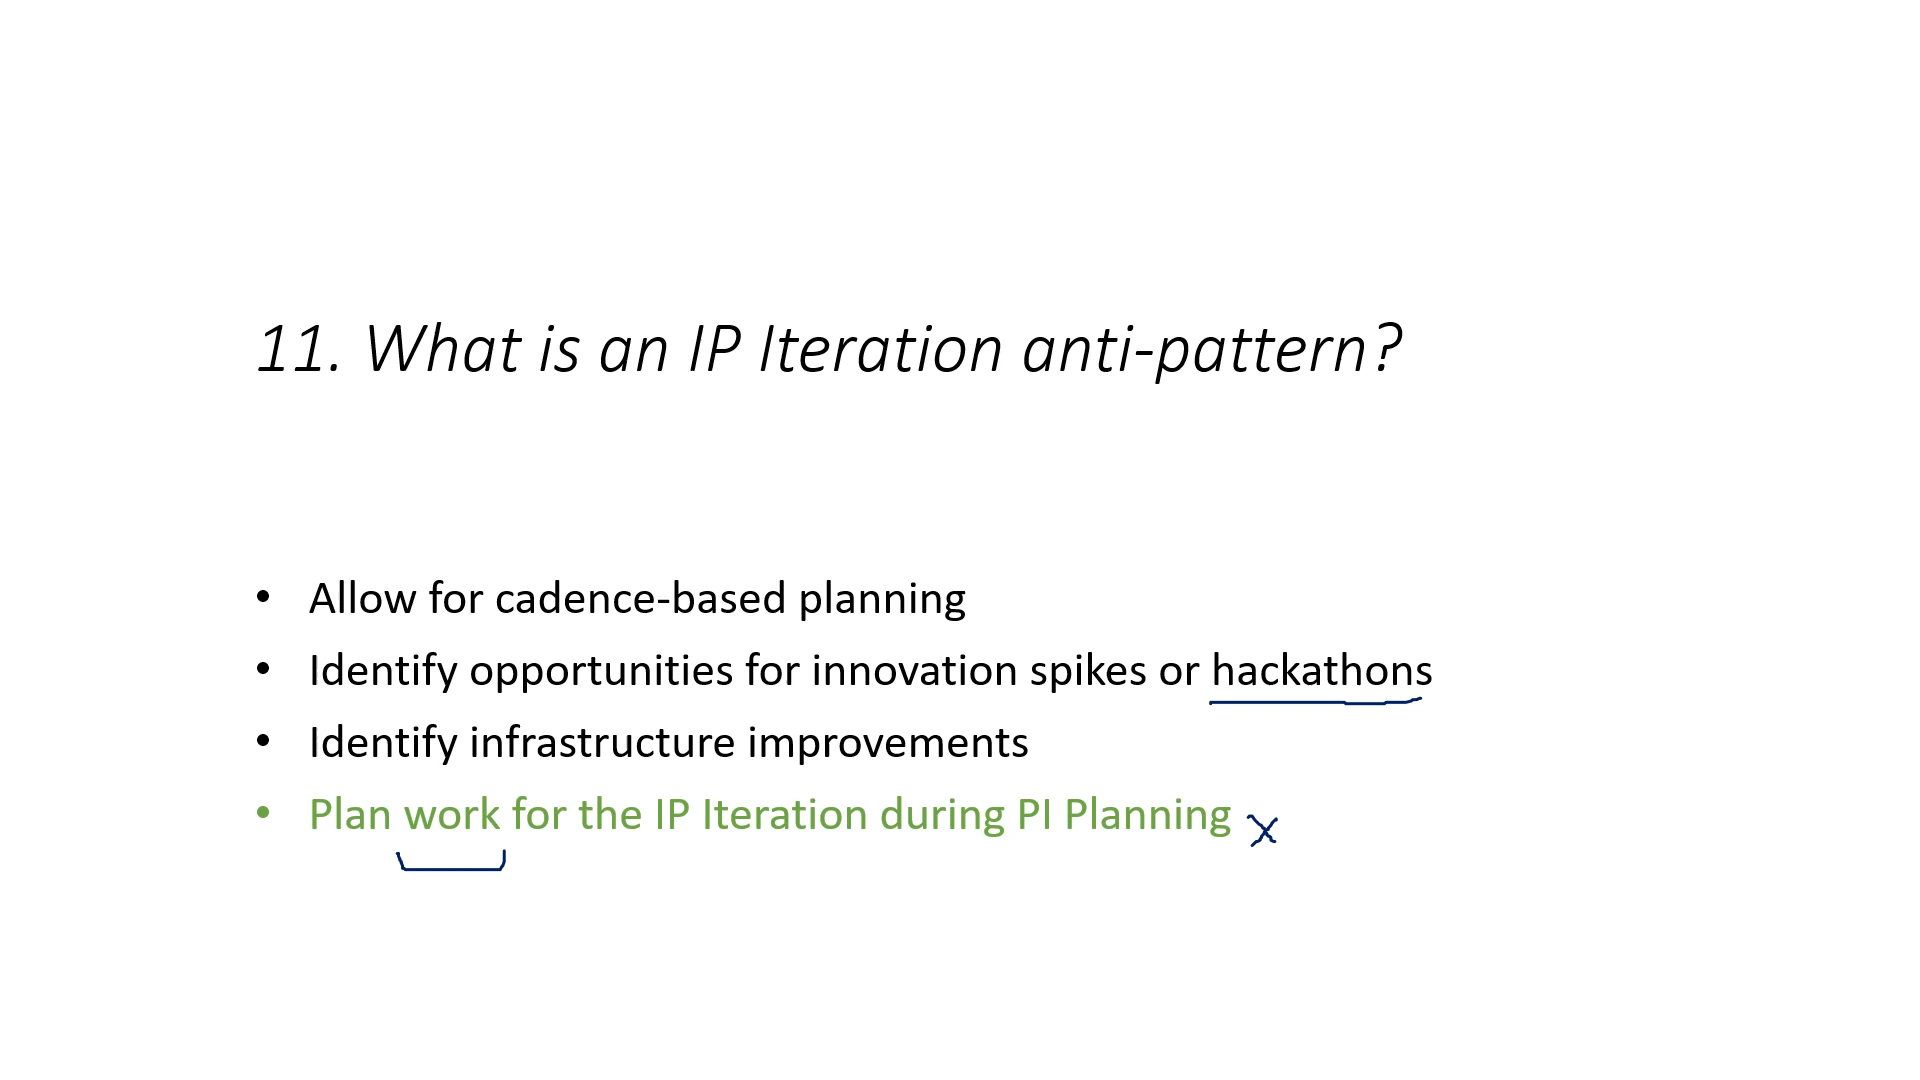 11. What is an IP Iteration anti-pattern?
• Allow for cadence-based planning
• Identify opportunities for innovation spikes or hackathons
• Identify infrastructure improvements
• Plan work for the IP Iteration during PI Planning x